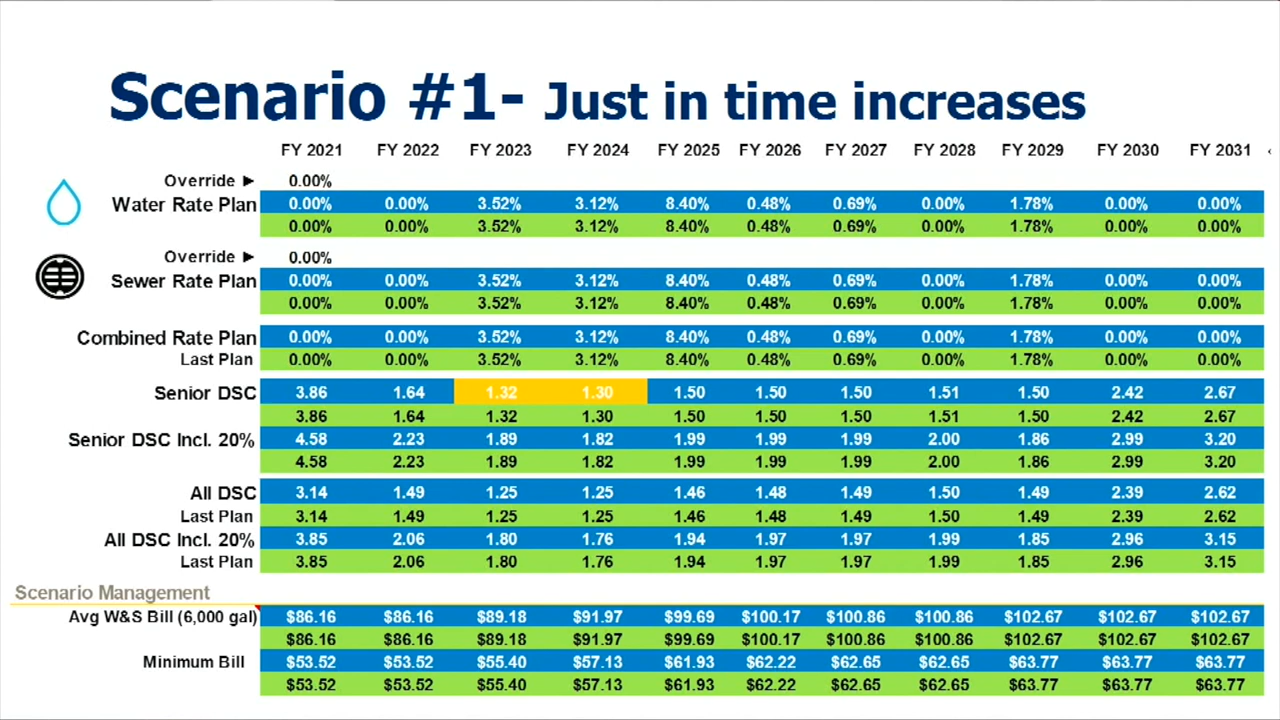 Scenario #1- Just in time increases
FY 2021 FY 2022 FY 2023 FY 2024 FY 2025 FY 2026 FY 2027 FY 2028 FY 2029 FY 2030 FY 2031
Override ► 0.00%
Water Rate Plan 0.00% 0.00% 3.52% 3.12% 8.40% 0.48% 0.69% 0.00% 1.78% 0.00% 0.00%
0.00% 0.00% 3.52% 3.12% 8.40% 0.48% 0.69% 0.00% 1.78% 0.00% 0.00%
Override ► 0.00%
Sewer Rate Plan 0.00% 0.00% 3.52% 3.12% 8.40% 0.48% 0.69% 0.00% 1.78% 0.00% 0.00%
0.00% 0.00% 3.52% 3.12% 8.40% 0.48% 0.69% 0.00% 1.78% 0.00% 0.00%
Combined Rate Plan 0.00% 0.00% 3.52% 3.12% 8.40% 0.48% 0.69% 0.00% 1.78% 0.00% 0.00%
Last Plan 0.00% 0.00% 3.52% 3.12% 8.40% 0.48% 0.69% 0.00% 1.78% 0.00% 0.00%
Senior DSC 3.86 1.64 1.32 1.30 1.50 1.50 1.50 1.51 1.50 2.42 2.67
3.86 1.64 1.32 1.30 1.50 1.50 1.50 1.51 1.50 2.42 2.67
Senior DSC Incl. 20% 4.58 2.23 1.89 1.82 1.99 1.99 1.99 2.00 1.86 2.99 3.20
4.58 2.23 1.89 1.82 1.99 1.99 1.99 2.00 1.86 2.99 3.20
All DSC 3.14 1.49 1.25 1.25 1.46 1.48 1.49 1.50 1.49 2.39 2.62
Last Plan 3.14 1.49 1.25 1.25 1.46 1.48 1.49 1.50 1.49 2.39 2.62
All DSC Incl. 20% 3.85 2.06 1.80 1.76 1.94 1.97 1.97 1.99 1.85 2.96 3.15
Last Plan 3.85 2.06 1.80 1.76 1.94 1.97 1.97 1.99 1.85 2.96 3.15
Scenario Management
Avg W&S Bill (6,000 gal) $86.16 $86.16 $89.18 $91.97 $99.69 $100.17 $100.86 $100.86 $102.67 $102.67 $102.67
$86.16 $86.16 $89.18 $91.97 $99.69 $100.17 $100.86 $100.86 $102.67 $102.67 $102.67
Minimum Bill $53.52 $53.52 $55.40 $57.13 $61.93 $62.22 $62.65 $62.65 $63.77 $63.77 $63.77
$53.52 $53.52 $55.40 $57.13 $61.93 $62.22 $62.65 $62.65 $63.77 $63.77 $63.77